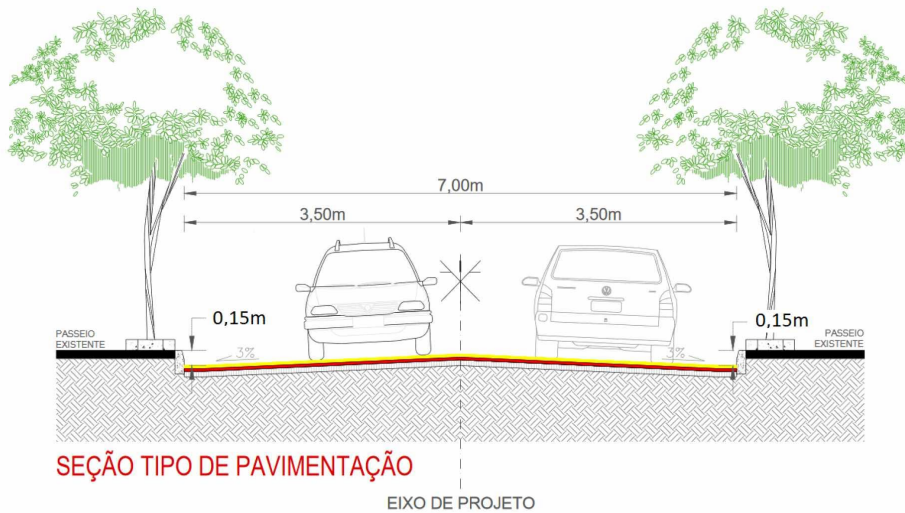 7,00m
3,50m
3,50m
0,15m
0,15m
PASSEIO
EXISTENTE
PASSEIO
EXISTENTE
3%
3%
SEÇÃO TIPO DE PAVIMENTAÇÃO
EIXO DE PROJETO